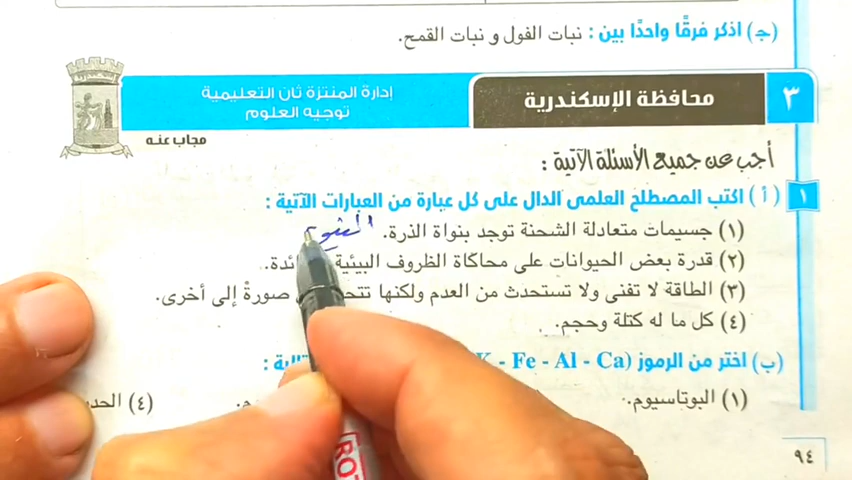 (جـ) اذكر فرقًا واحدًا بين : نبات الفول و نبات القمح.
٣ محافظة الإسكندرية
إدارة المنتزة ثان التعليمية
توجيه العلوم
مجاب عنه
أجب عن جميع الأسئلة الآتية :
١ (أ) اكتب المصطلح العلمى الدال على كل عبارة من العبارات الآتية :
(١) جسيمات متعادلة الشحنة توجد بنواة الذرة.
(٢) قدرة بعض الحيوانات على محاكاة الظروف البيئية
(٣) الطاقة لا تفنى ولا تستحدث من العدم ولكنها صورةْ إلى أخرى.
(٤) كل ما له كتلة وحجم.
(ب) اختر من الرموز (K - Fe - Al - Ca
(١) البوتاسيوم. (٤)
٩٤